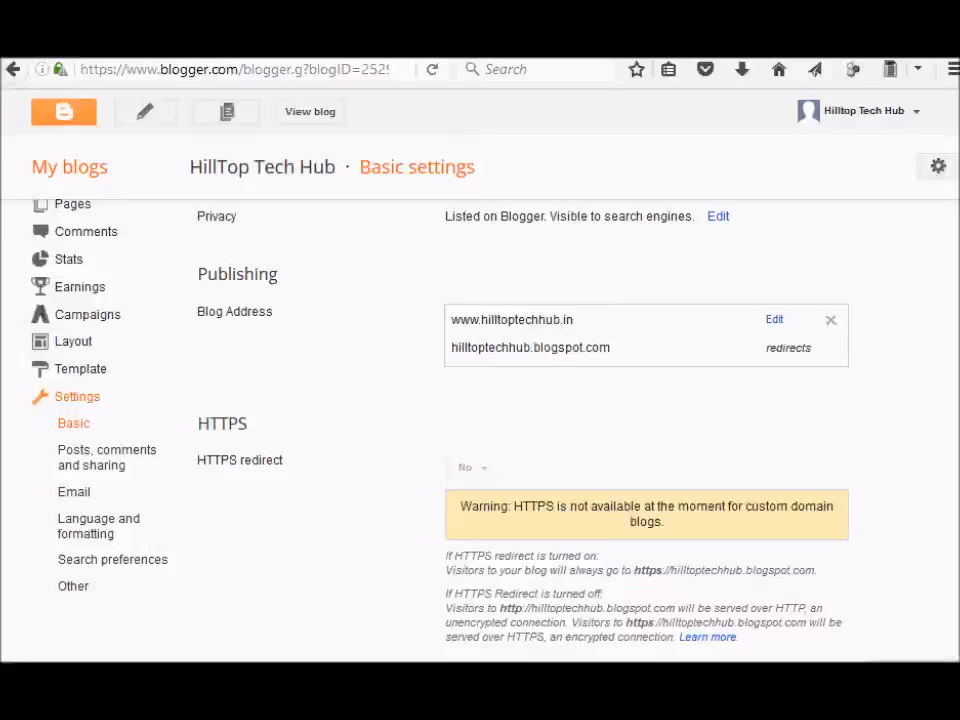 https://www.blogger.com/blogger.g?blogID=2529
Search
View blog
Hilltop Tech Hub
My blogs
HillTop Tech Hub · Basic settings
Pages
Comments
Stats
Earnings
Campaigns
Layout
Template
Settings
Basic
Posts, comments
and sharing
Email
Language and
formatting
Search preferences
Other
Privacy
Listed on Blogger. Visible to search engines. Edit
Publishing
Blog Address
www.hilltoptechhub.in Edit
hilltoptechhub.blogspot.com redirects
HTTPS
HTTPS redirect
No
Warning: HTTPS is not available at the moment for custom domain
blogs.
If HTTPS redirect is turned on:
Visitors to your blog will always go to https://hilltoptechhub.blogspot.com.
If HTTPS Redirect is turned off:
Visitors to http://hilltoptechhub.blogspot.com will be served over HTTP, an
unencrypted connection. Visitors to https://hilltoptechhub.blogspot.com will be
served over HTTPS, an encrypted connection. Learn more.